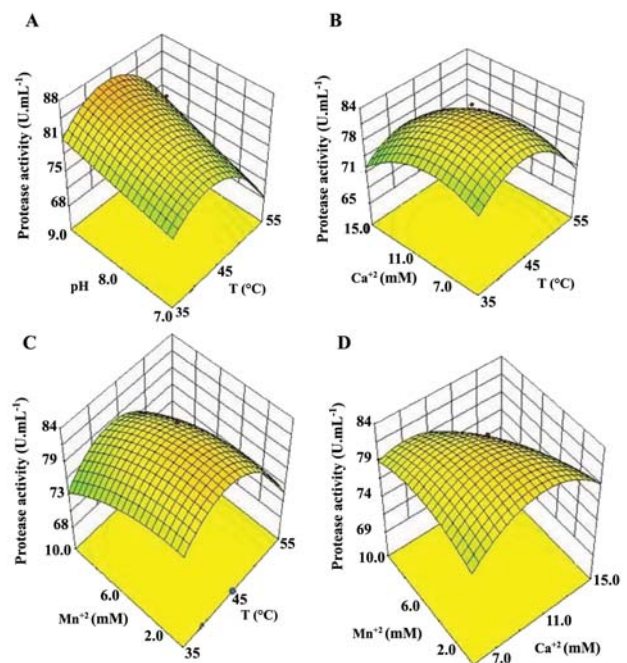 A
Protease activity (U.mL⁻¹)
88
81
75
68
9.0
8.0
7.0
pH
35
45
55
T (°C)
B
Protease activity (U.mL⁻¹)
84
78
71
65
15.0
11.0
7.0
Ca⁺² (mM)
35
45
55
T (°C)
C
Protease activity (U.mL⁻¹)
84
79
73
68
10.0
6.0
2.0
Mn⁺² (mM)
35
45
55
T (°C)
D
Protease activity (U.mL⁻¹)
84
79
74
69
10.0
6.0
2.0
Mn⁺² (mM)
7.0
11.0
15.0
Ca⁺² (mM)